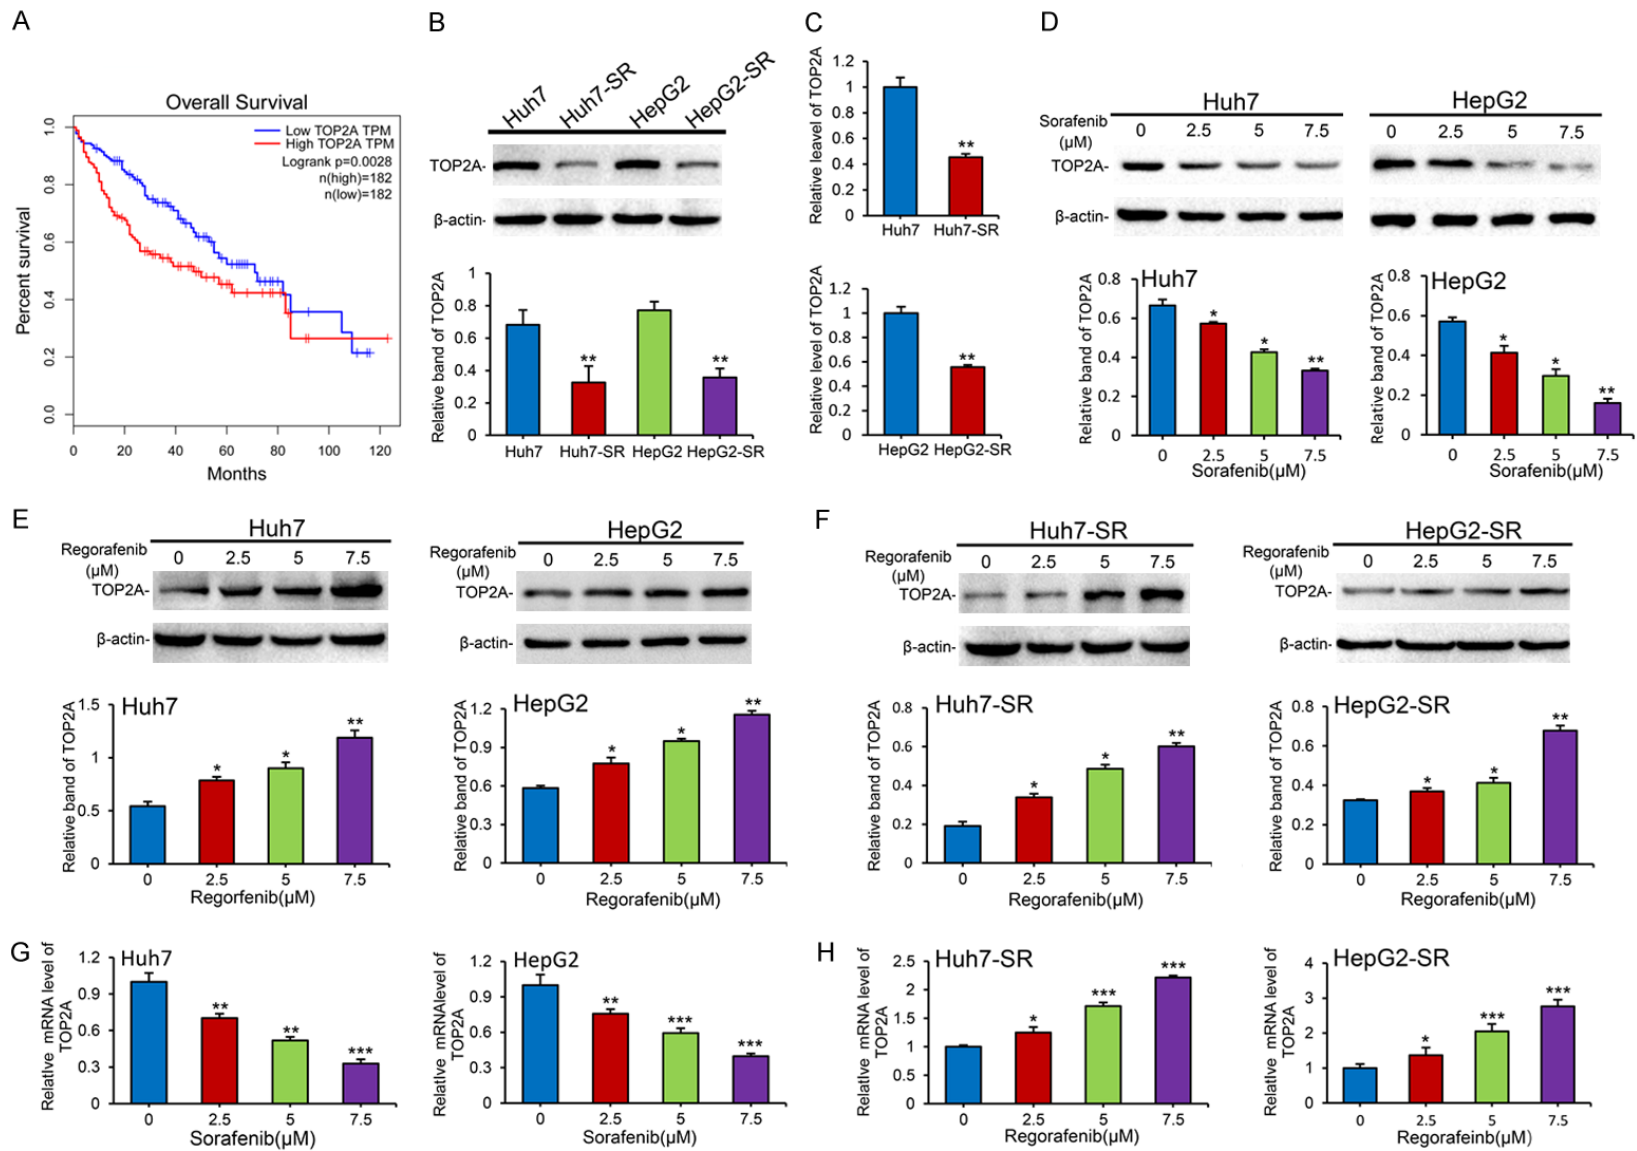 A
Overall Survival
Low TOP2A TPM
High TOP2A TPM
Logrank p=0.0028
n(high)=182
n(low)=182
Percent survival
1.0
0.8
0.6
0.4
0.2
0.0
0 20 40 60 80 100 120
Months
B
Huh7 Huh7-SR HepG2 HepG2-SR
TOP2A-
β-actin-
Relative band of TOP2A
1
0.8
0.6
0.4
0.2
0
** **
Huh7 Huh7-SR HepG2 HepG2-SR
C
Relative leavel of TOP2A
1.2
1
0.8
0.6
0.4
0.2
0
**
Huh7 Huh7-SR
Relative level of TOP2A
1.2
1
0.8
0.6
0.4
0.2
0
**
HepG2 HepG2-SR
D
Huh7
Sorafenib
(μM)
0 2.5 5 7.5
TOP2A-
β-actin-
HepG2
0 2.5 5 7.5
Huh7
Relative band of TOP2A
0.8
0.6
0.4
0.2
0
* * **
0 2.5 5 7.5
Sorafenib(μM)
HepG2
Relative band of TOP2A
0.8
0.6
0.4
0.2
0
* * **
0 2.5 5 7.5
Sorafenib(μM)
E
Huh7
Regorafenib
(μM)
0 2.5 5 7.5
TOP2A-
β-actin-
HepG2
Regorafenib
(μM)
0 2.5 5 7.5
TOP2A-
β-actin-
Huh7
Relative band of TOP2A
1.5
1
0.5
0
* * **
0 2.5 5 7.5
Regorfenib(μM)
HepG2
Relative band of TOP2A
1.2
0.9
0.6
0.3
0
* * **
0 2.5 5 7.5
Regorafenib(μM)
F
Huh7-SR
Regorafenib
(μM)
0 2.5 5 7.5
TOP2A-
β-actin-
HepG2-SR
Regorafenib
(μM)
0 2.5 5 7.5
TOP2A-
β-actin-
Huh7-SR
Relative band of TOP2A
0.8
0.6
0.4
0.2
0
* * **
0 2.5 5 7.5
Regorafenib(μM)
HepG2-SR
Relative band of TOP2A
0.8
0.6
0.4
0.2
0
* * **
0 2.5 5 7.5
Regorafenib(μM)
G
Huh7
Relative mRNA level of
TOP2A
1.2
0.9
0.6
0.3
0
** ** ***
0 2.5 5 7.5
Sorafenib(μM)
HepG2
Relative mRNAlevel of
TOP2A
1.2
0.9
0.6
0.3
0
** *** ***
0 2.5 5 7.5
Sorafenib(μM)
H
Huh7-SR
Relative mRNA level of
TOP2A
2.5
2
1.5
1
0.5
0
* *** ***
0 2.5 5 7.5
Regorafenib(μM)
HepG2-SR
Relative mRNA level of
TOP2A
4
3
2
1
0
* *** ***
0 2.5 5 7.5
Regorafeinb(μM)